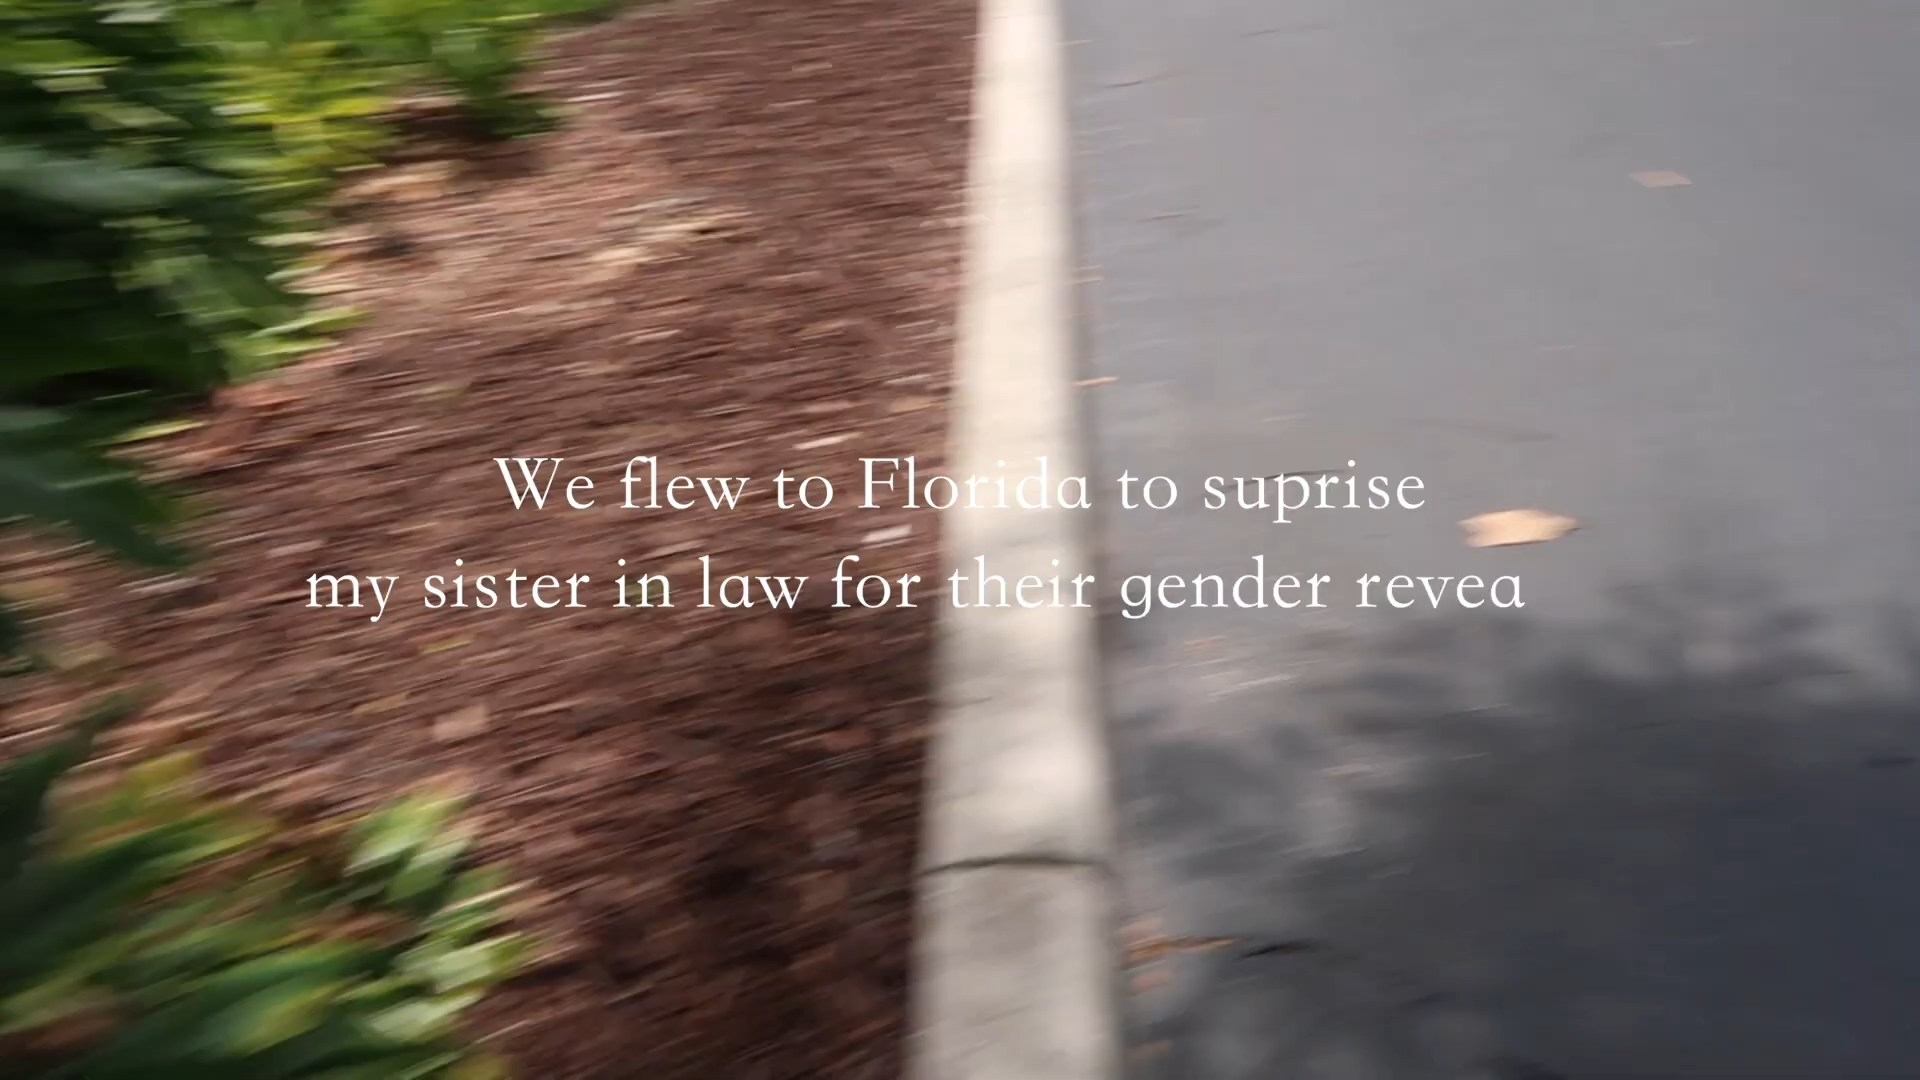 We flew to Florida to suprise
my sister in law for their gender revea